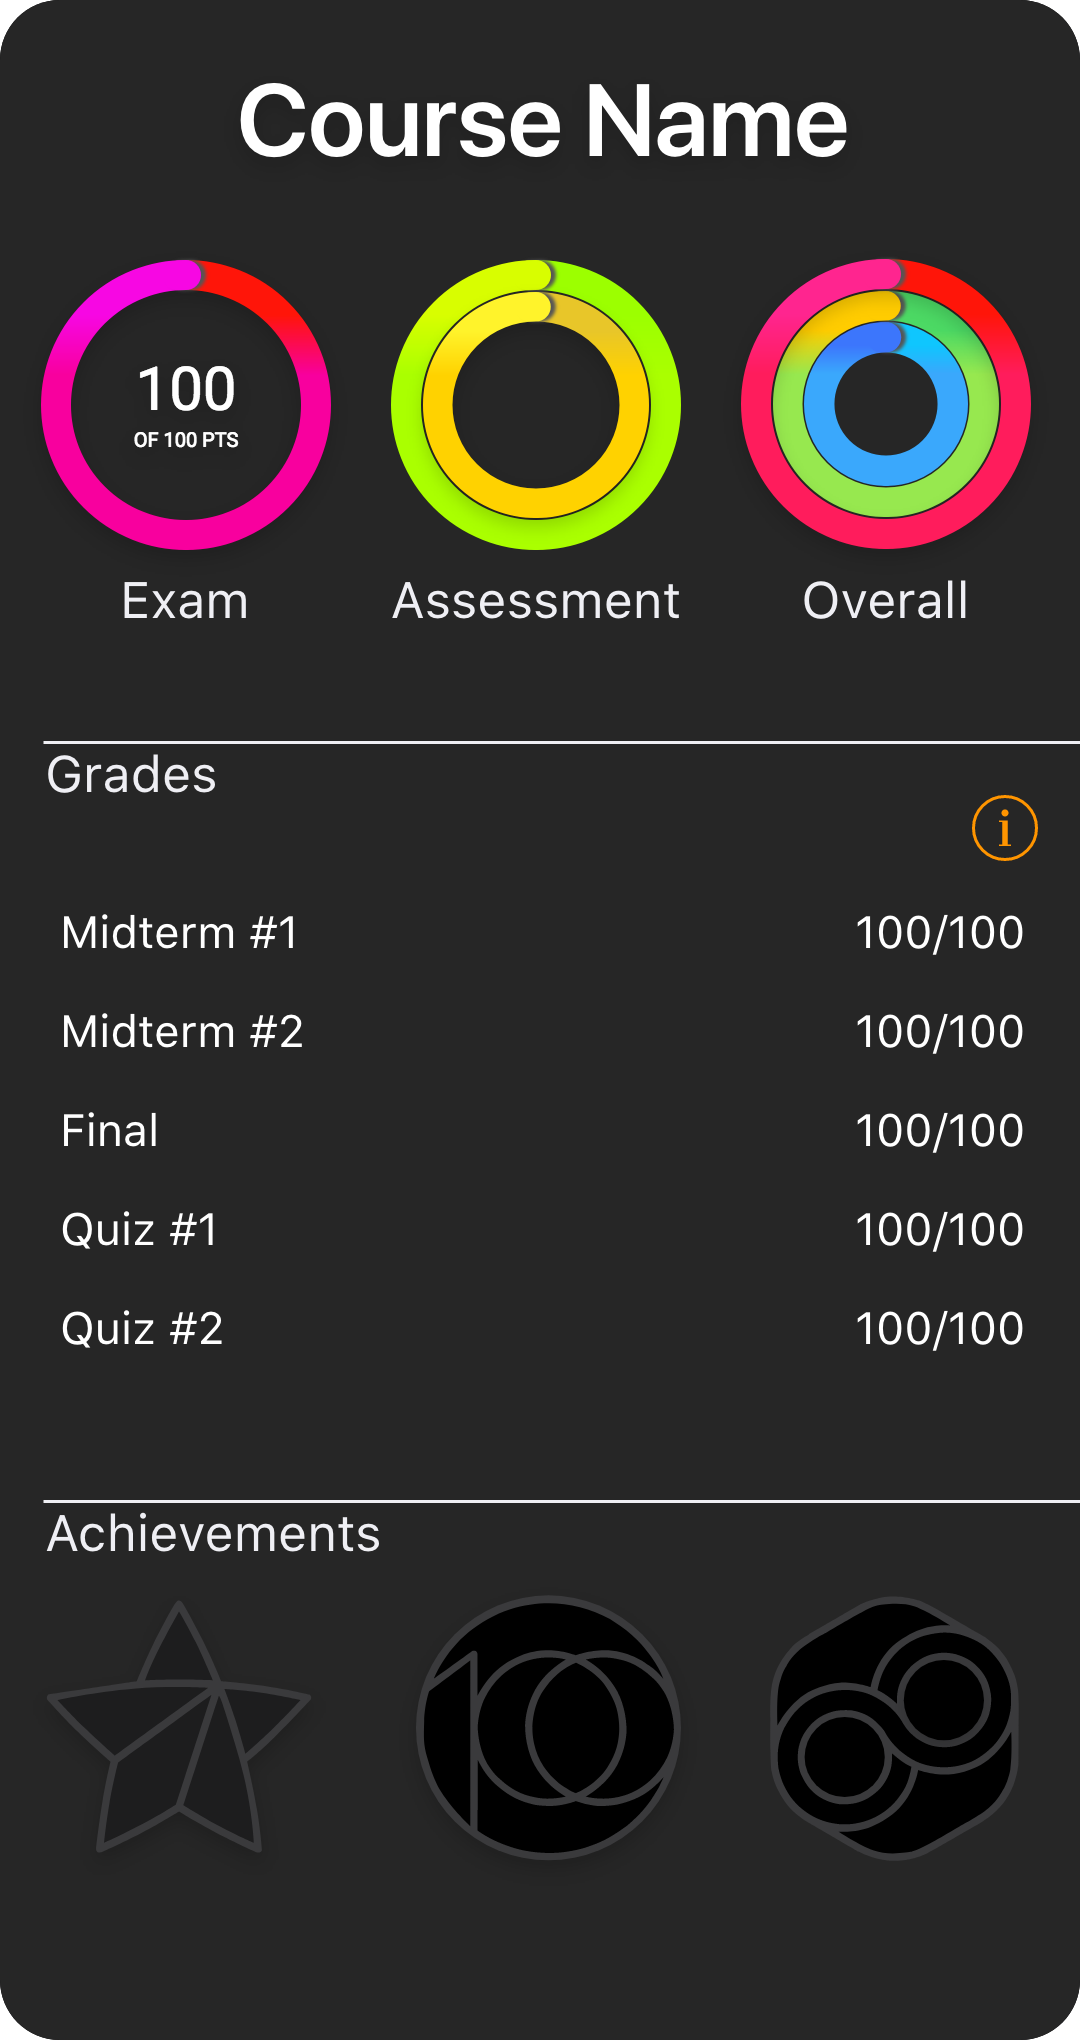 Course Name
100
OF 100 PTS
Exam
Assessment
Overall
Grades
i
Midterm #1 100/100
Midterm #2 100/100
Final 100/100
Quiz #1 100/100
Quiz #2 100/100
Achievements
100